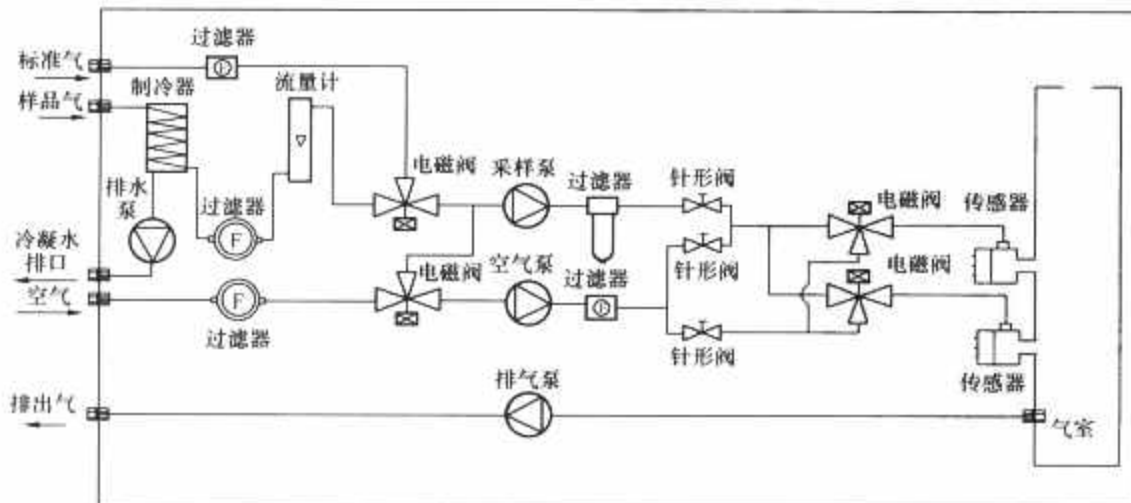 过滤器
标准气
制冷器
流量计
样品气
电磁阀
采样泵
过滤器
针形阀
电磁阀
传感器
排水
泵
过滤器
F
冷凝水
排口
电磁阀
空气泵
过滤器
针形阀
电磁阀
空气
F
过滤器
针形阀
传感器
排气泵
排出气
气室